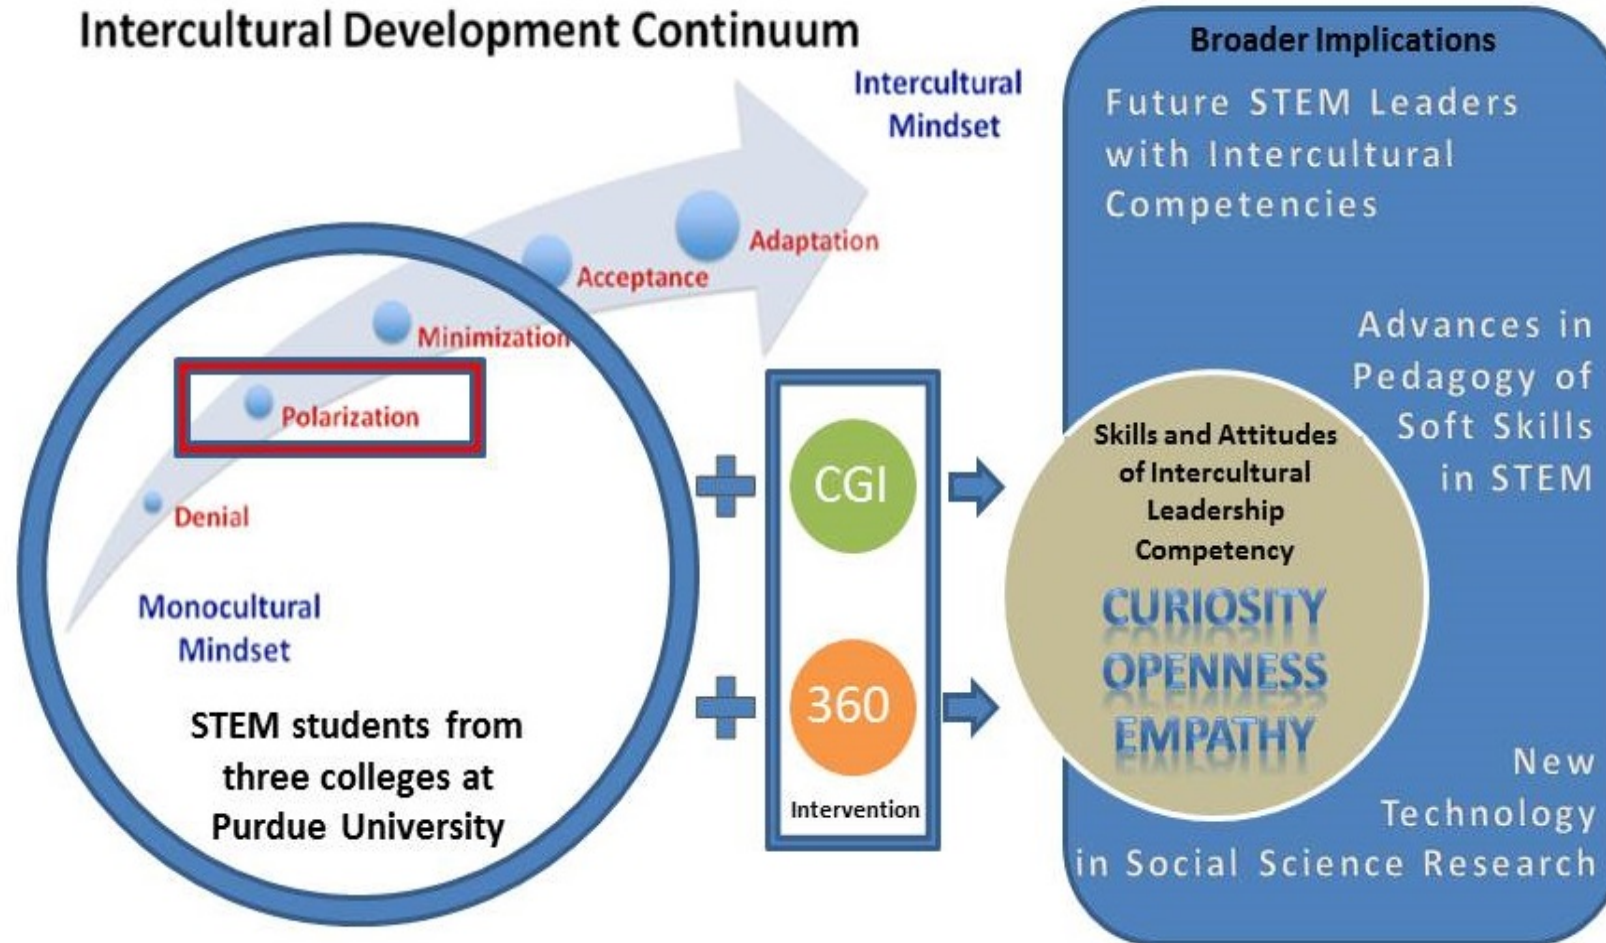 Intercultural Development Continuum
Intercultural
Mindset
Adaptation
Acceptance
Minimization
Polarization
Denial
Monocultural
Mindset
STEM students from
three colleges at
Purdue University
CGI
360
Intervention
Skills and Attitudes
of Intercultural
Leadership
Competency
CURIOSITY
OPENNESS
EMPATHY
Broader Implications
Future STEM Leaders
with Intercultural
Competencies
Advances in
Pedagogy of
Soft Skills
in STEM
New
Technology
in Social Science Research